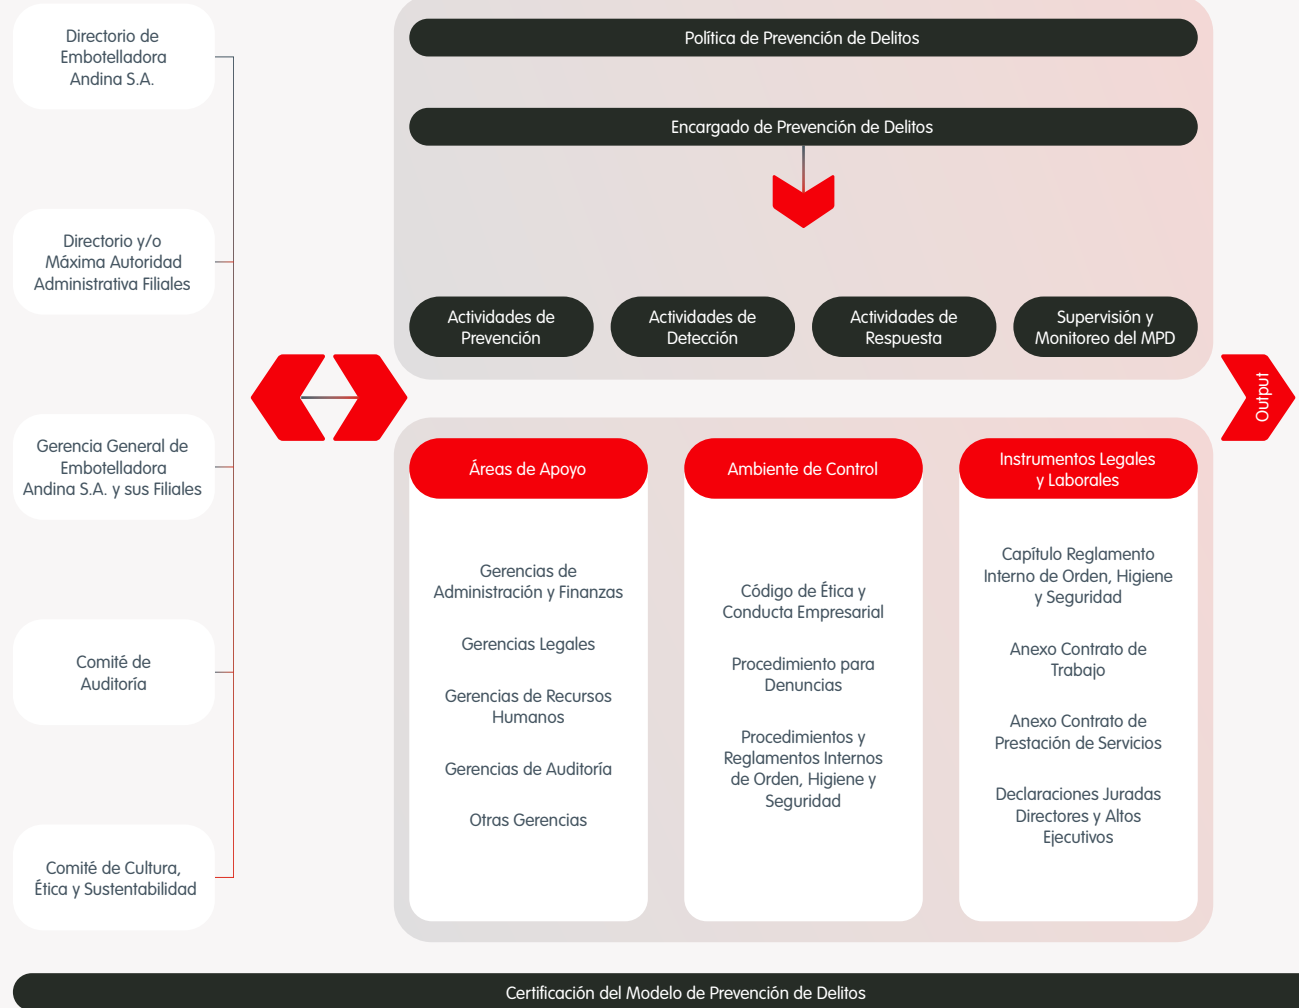 Directorio de
Embotelladora
Andina S.A.
Directorio y/o
Máxima Autoridad
Administrativa Filiales
Gerencia General de
Embotelladora
Andina S.A. y sus Filiales
Comité de
Auditoría
Comité de Cultura,
Ética y Sustentabilidad
Política de Prevención de Delitos
Encargado de Prevención de Delitos
Actividades de
Prevención
Actividades de
Detección
Actividades de
Respuesta
Supervisión y
Monitoreo del MPD
Output
Áreas de Apoyo
Gerencias de
Administración y Finanzas
Gerencias Legales
Gerencias de Recursos
Humanos
Gerencias de Auditoría
Otras Gerencias
Ambiente de Control
Código de Ética y
Conducta Empresarial
Procedimiento para
Denuncias
Procedimientos y
Reglamentos Internos
de Orden, Higiene y
Seguridad
Instrumentos Legales
y Laborales
Capítulo Reglamento
Interno de Orden, Higiene
y Seguridad
Anexo Contrato de
Trabajo
Anexo Contrato de
Prestación de Servicios
Declaraciones Juradas
Directores y Altos
Ejecutivos
Certificación del Modelo de Prevención de Delitos